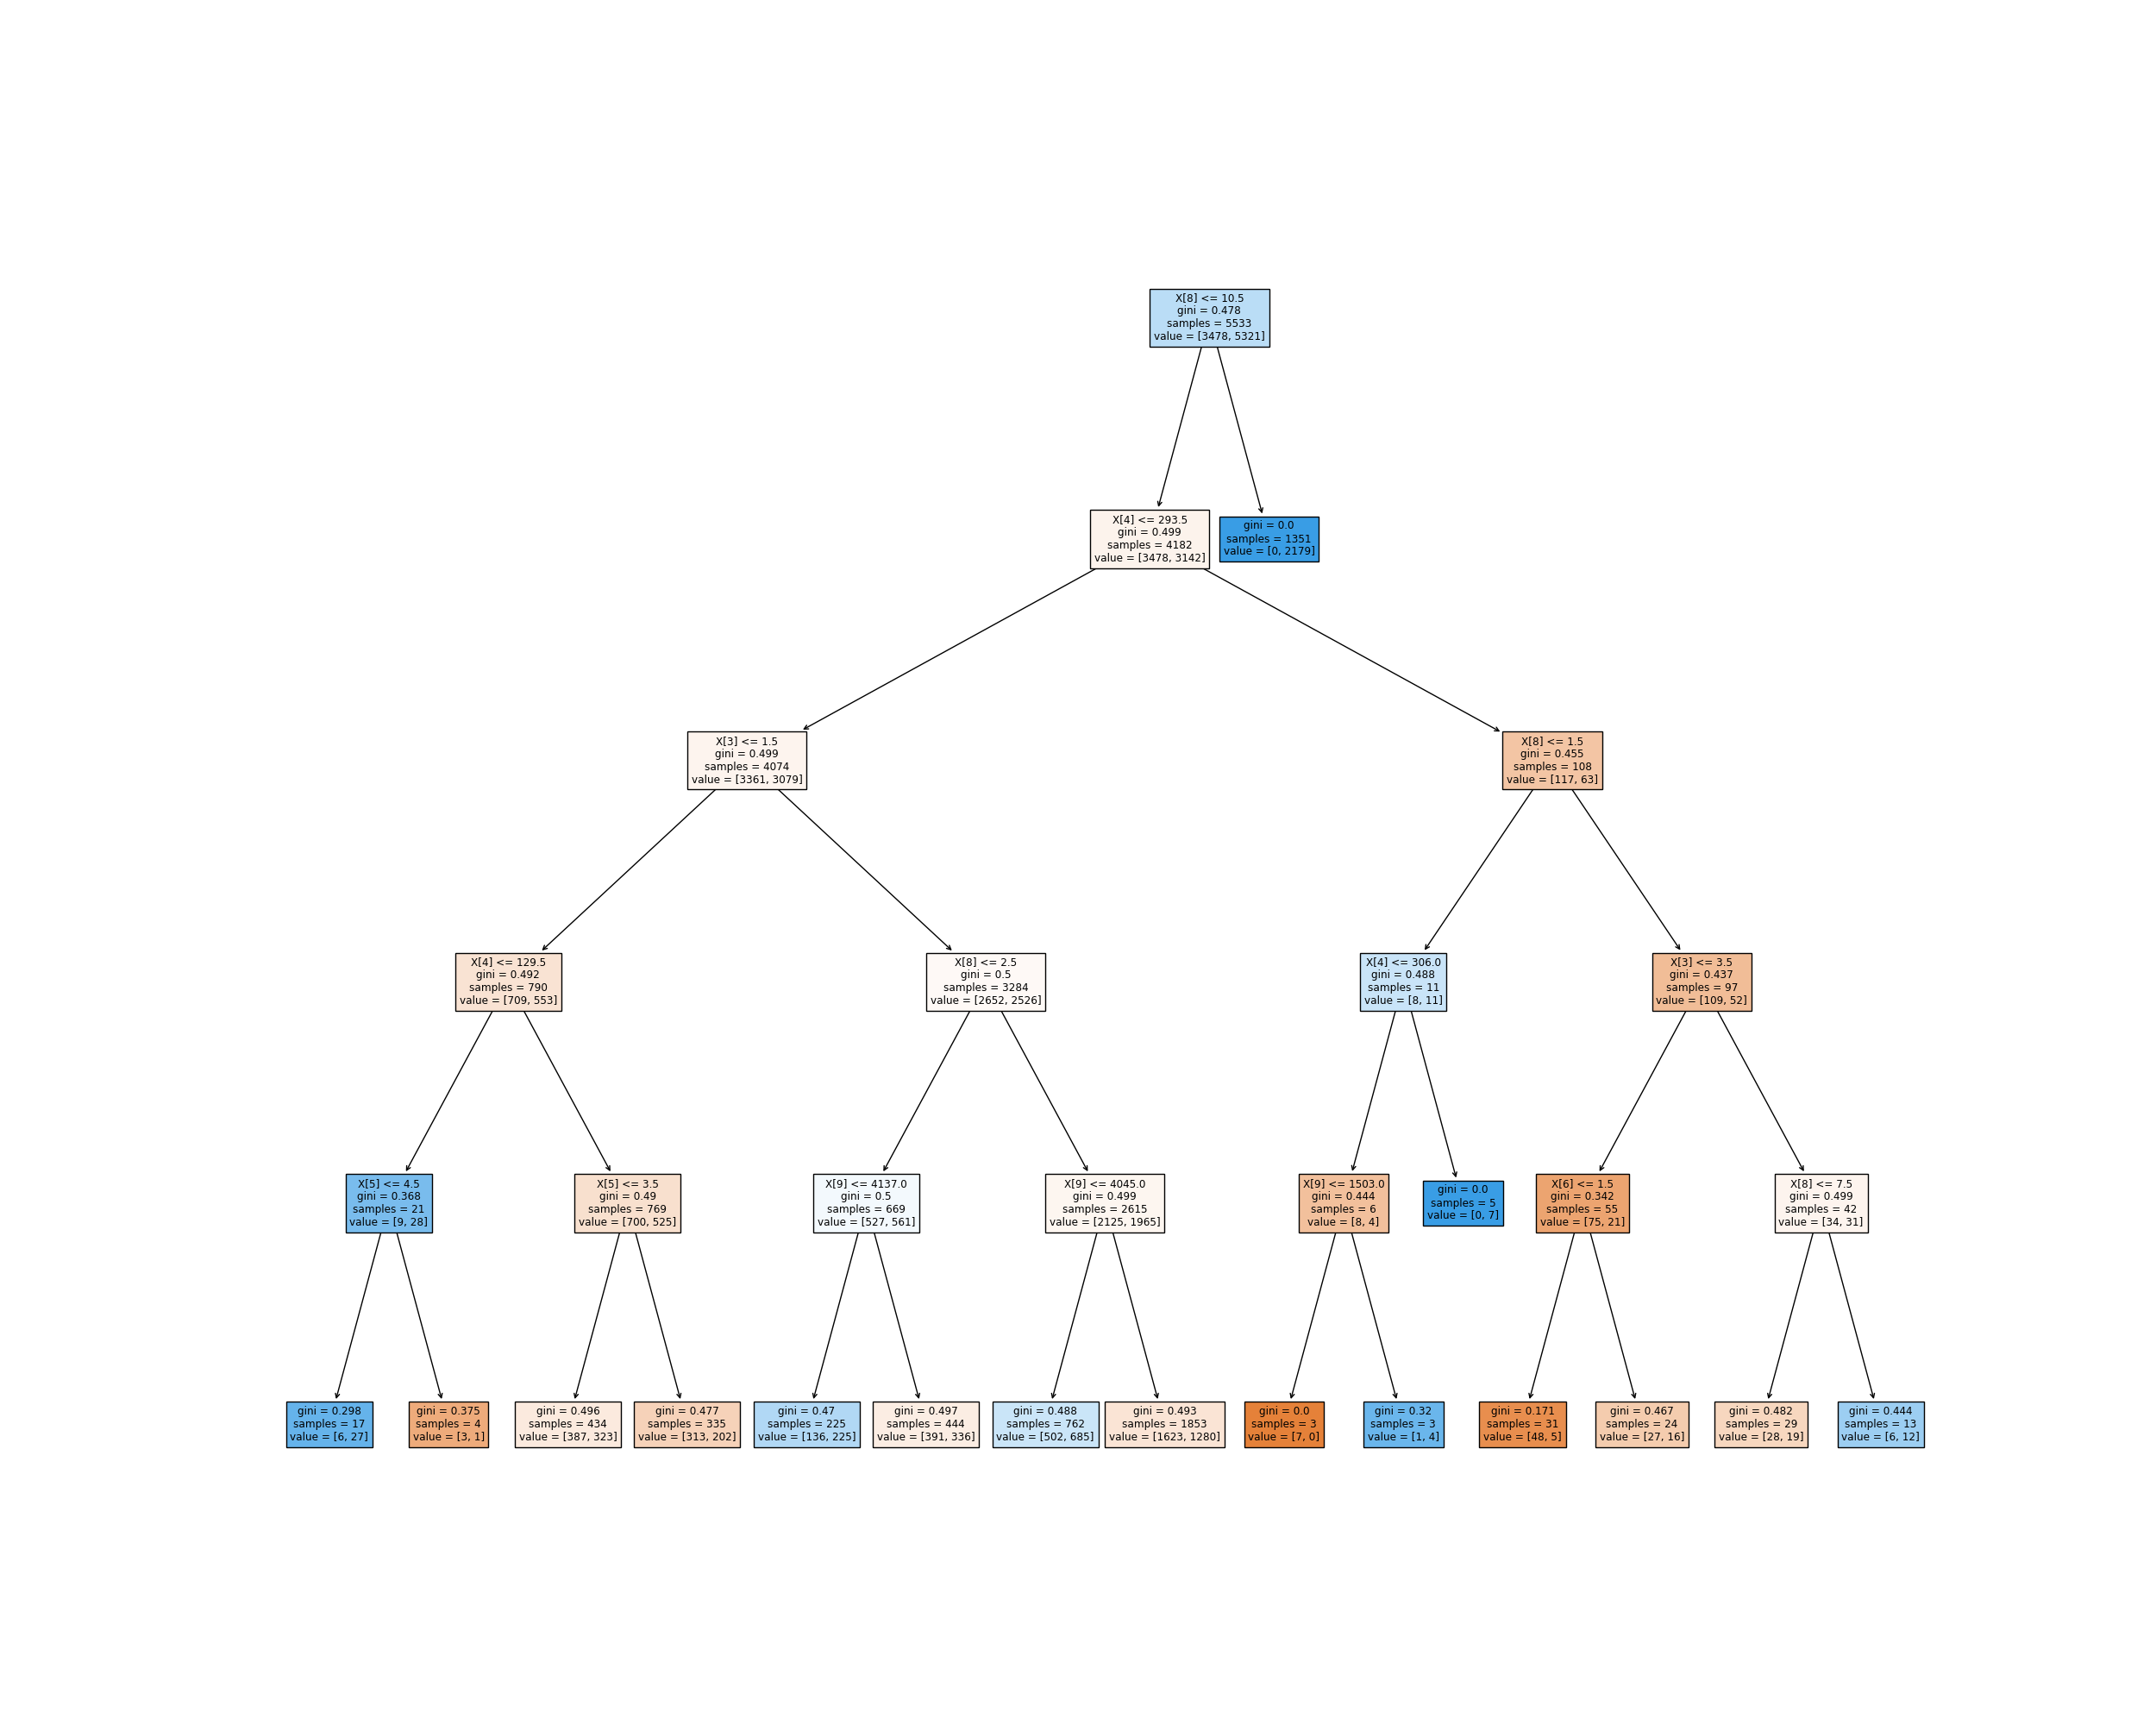 X[8] <= 10.5
gini = 0.478
samples = 5533
value = [3478, 5321]
X[4] <= 293.5
gini = 0.499
samples = 4182
value = [3478, 3142]
gini = 0.0
samples = 1351
value = [0, 2179]
X[3] <= 1.5
gini = 0.499
samples = 4074
value = [3361, 3079]
X[8] <= 1.5
gini = 0.455
samples = 108
value = [117, 63]
X[4] <= 129.5
gini = 0.492
samples = 790
value = [709, 553]
X[8] <= 2.5
gini = 0.5
samples = 3284
value = [2652, 2526]
X[4] <= 306.0
gini = 0.488
samples = 11
value = [8, 11]
X[3] <= 3.5
gini = 0.437
samples = 97
value = [109, 52]
X[5] <= 4.5
gini = 0.368
samples = 21
value = [9, 28]
X[5] <= 3.5
gini = 0.49
samples = 769
value = [700, 525]
X[9] <= 4137.0
gini = 0.5
samples = 669
value = [527, 561]
X[9] <= 4045.0
gini = 0.499
samples = 2615
value = [2125, 1965]
X[9] <= 1503.0
gini = 0.444
samples = 6
value = [8, 4]
gini = 0.0
samples = 5
value = [0, 7]
X[6] <= 1.5
gini = 0.342
samples = 55
value = [75, 21]
X[8] <= 7.5
gini = 0.499
samples = 42
value = [34, 31]
gini = 0.298
samples = 17
value = [6, 27]
gini = 0.375
samples = 4
value = [3, 1]
gini = 0.496
samples = 434
value = [387, 323]
gini = 0.477
samples = 335
value = [313, 202]
gini = 0.47
samples = 225
value = [136, 225]
gini = 0.497
samples = 444
value = [391, 336]
gini = 0.488
samples = 762
value = [502, 685]
gini = 0.493
samples = 1853
value = [1623, 1280]
gini = 0.0
samples = 3
value = [7, 0]
gini = 0.32
samples = 3
value = [1, 4]
gini = 0.171
samples = 31
value = [48, 5]
gini = 0.467
samples = 24
value = [27, 16]
gini = 0.482
samples = 29
value = [28, 19]
gini = 0.444
samples = 13
value = [6, 12]